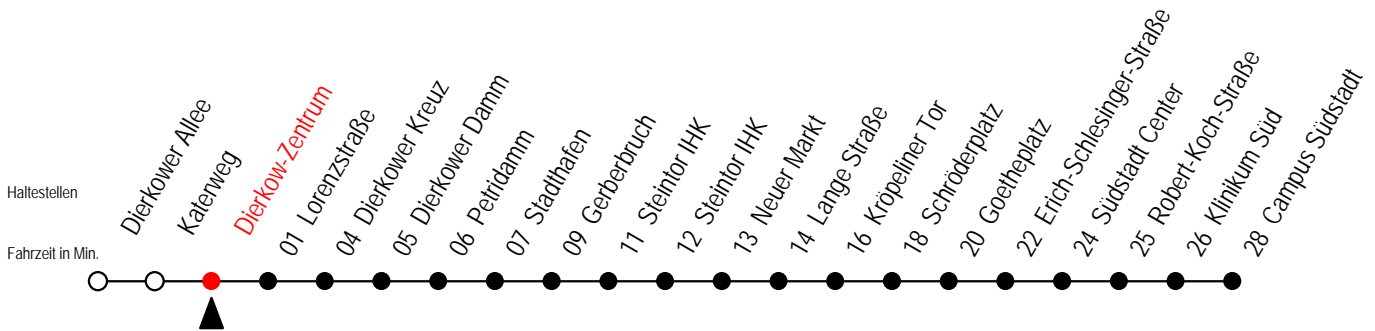 Haltestellen
Fahrzeit in Min.
Dierkower Allee
Katerweg
Dierkow-Zentrum
01 Lorenzstraße
04 Dierkower Kreuz
05 Dierkower Damm
06 Petridamm
07 Stadthafen
09 Gerberbruch
11 Steintor IHK
12 Steintor IHK
13 Neuer Markt
14 Lange Straße
16 Kröpeliner Tor
18 Schröderplatz
20 Goetheplatz
22 Erich-Schlesinger-Straße
24 Südstadt Center
25 Robert-Koch-Straße
26 Klinikum Süd
28 Campus Südstadt